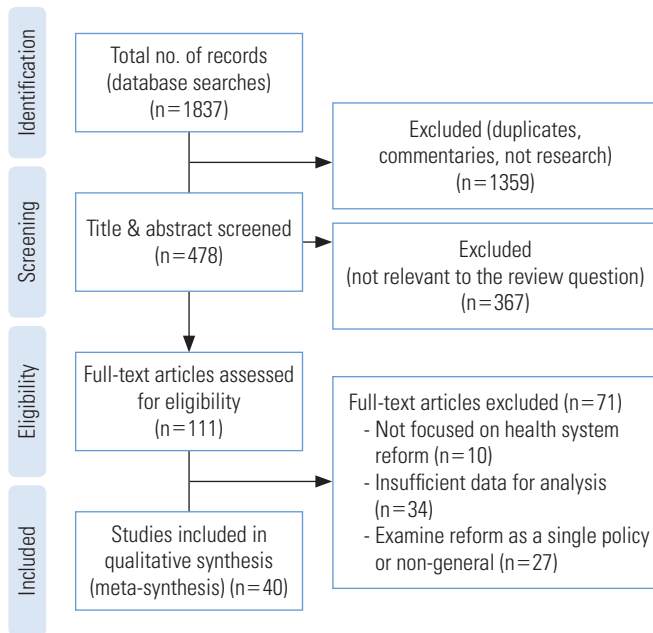 Identification
Total no. of records
(database searches)
(n=1837)
Excluded (duplicates,
commentaries, not research)
(n=1359)
Screening
Title & abstract screened
(n=478)
Excluded
(not relevant to the review question)
(n=367)
Eligibility
Full-text articles assessed
for eligibility
(n=111)
Full-text articles excluded (n=71)
- Not focused on health system
reform (n=10)
- Insufficient data for analysis
(n=34)
- Examine reform as a single policy
or non-general (n=27)
Included
Studies included in
qualitative synthesis
(meta-synthesis) (n=40)